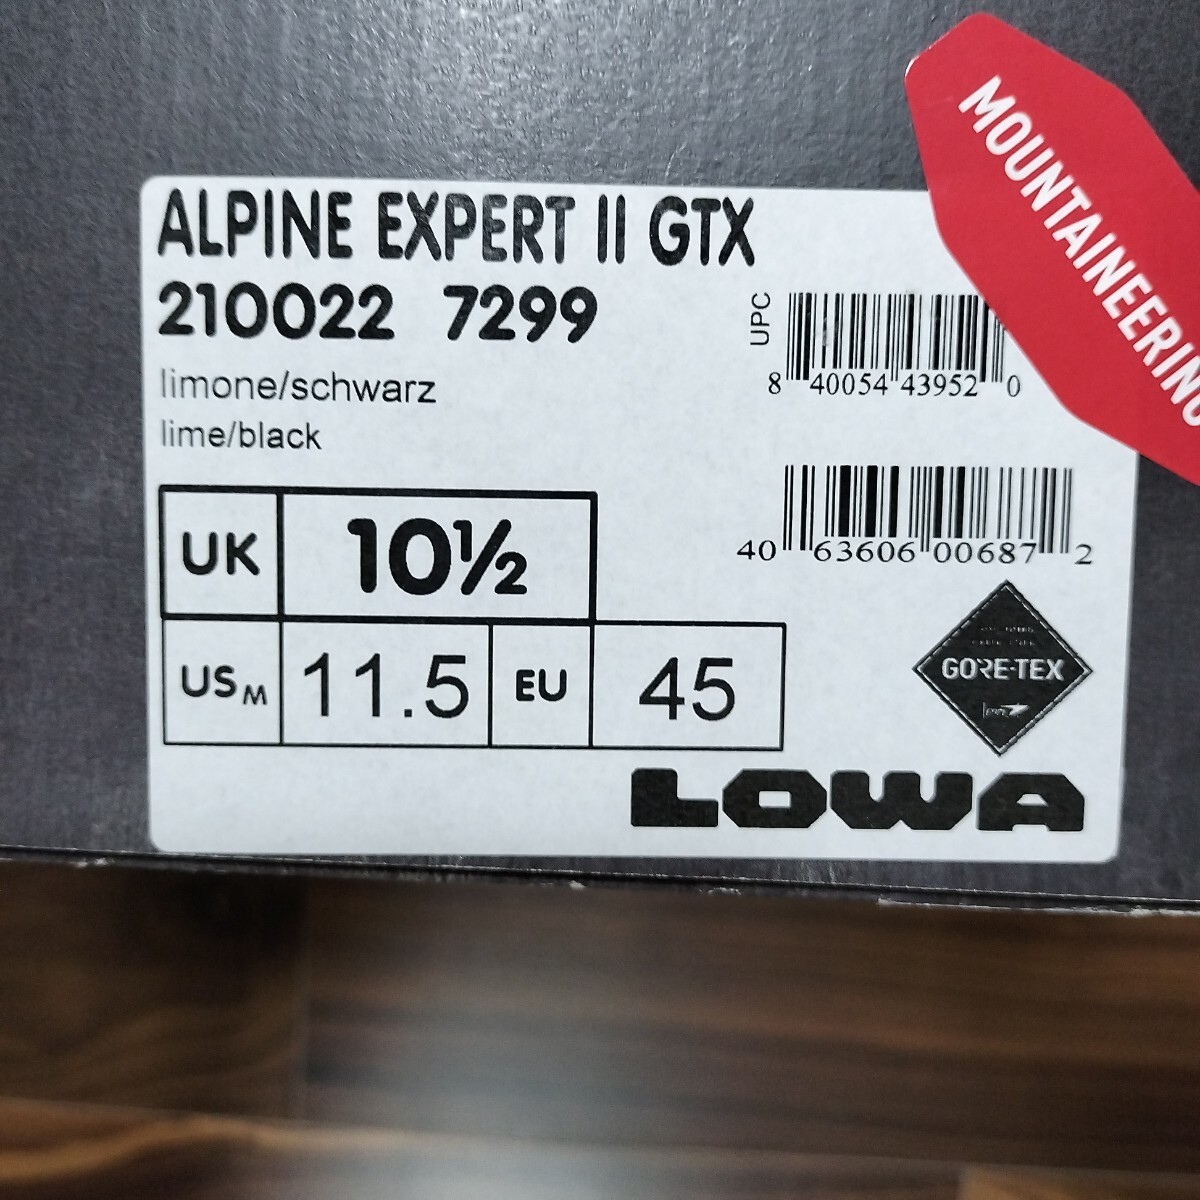 MOUNTAINEERING
ALPINE EXPERT II GTX
210022 7299
limone/schwarz
lime/black
UPC
8 40054 43952 0
40 63606 00687 2
UK 10½
US M 11.5 EU 45
GORE-TEX
LOWA